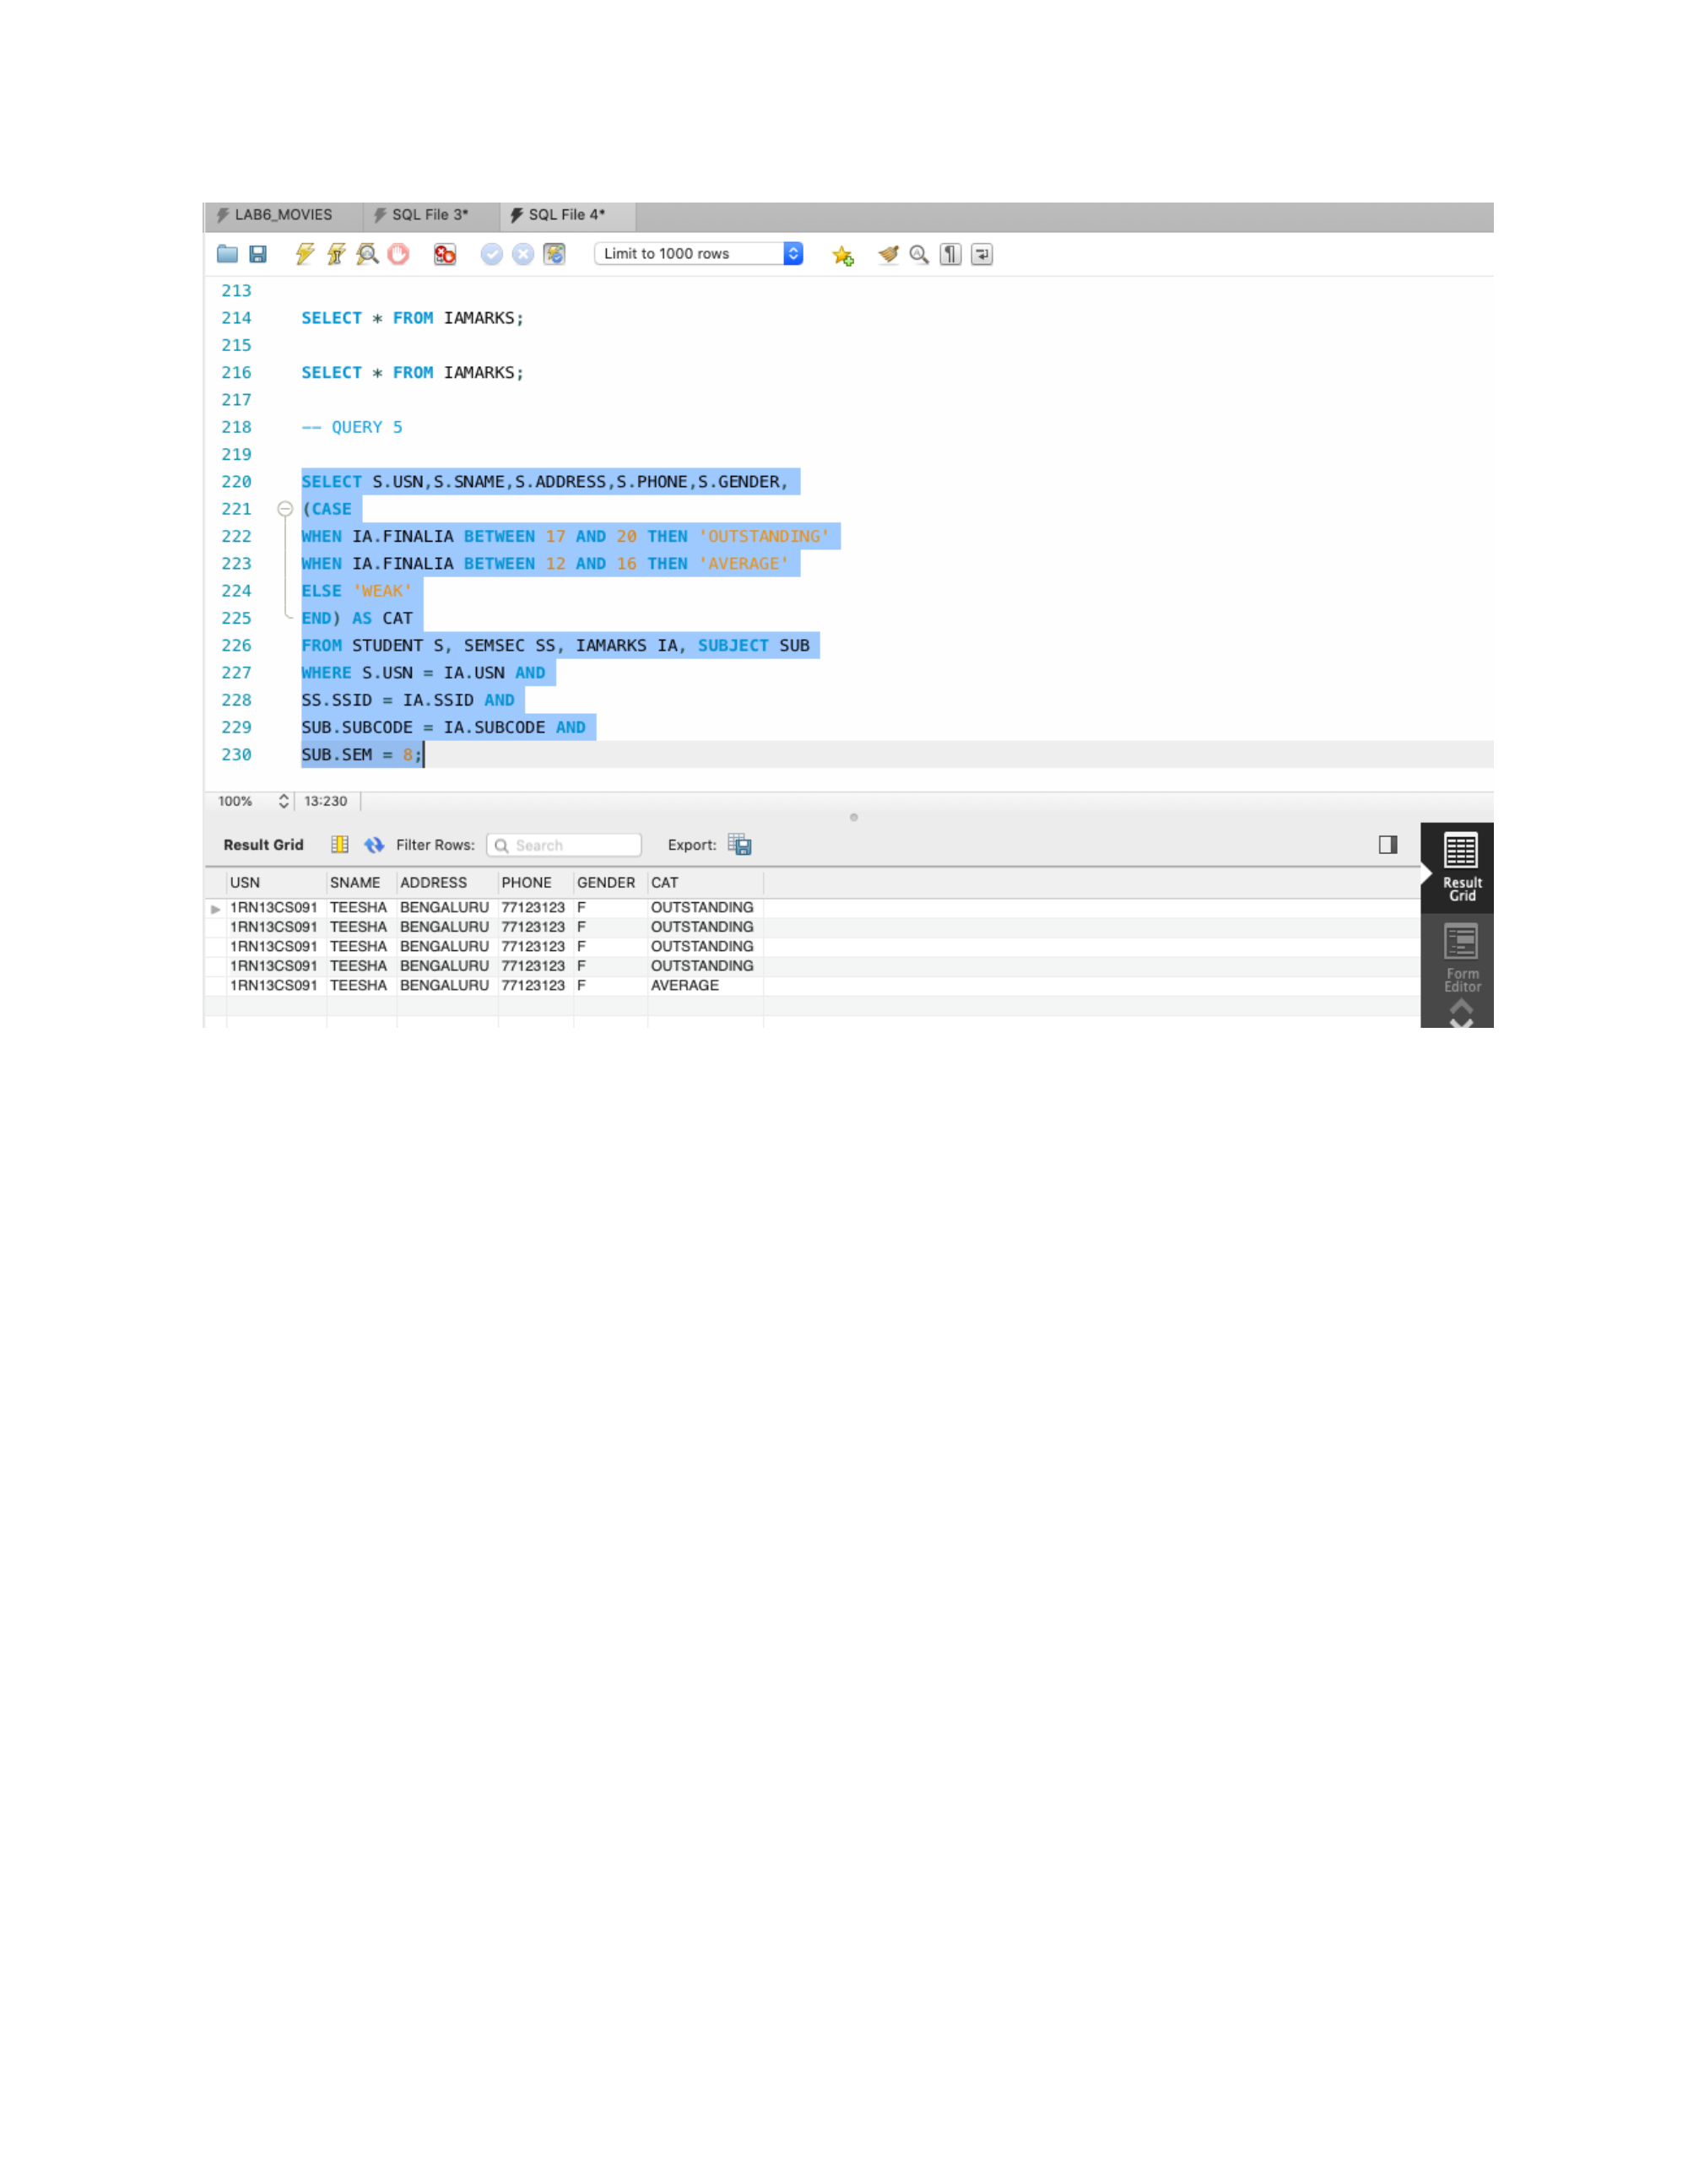 LAB6_MOVIES SQL File 3* SQL File 4*
Limit to 1000 rows
213
214 SELECT * FROM IAMARKS;
215
216 SELECT * FROM IAMARKS;
217
218 -- QUERY 5
219
220 SELECT S.USN,S.SNAME,S.ADDRESS,S.PHONE,S.GENDER,
221 (CASE
222 WHEN IA.FINALIA BETWEEN 17 AND 20 THEN 'OUTSTANDING'
223 WHEN IA.FINALIA BETWEEN 12 AND 16 THEN 'AVERAGE'
224 ELSE 'WEAK'
225 END) AS CAT
226 FROM STUDENT S, SEMSEC SS, IAMARKS IA, SUBJECT SUB
227 WHERE S.USN = IA.USN AND
228 SS.SSID = IA.SSID AND
229 SUB.SUBCODE = IA.SUBCODE AND
230 SUB.SEM = 8;
100% 13:230
Result Grid Filter Rows: Search Export:
USN SNAME ADDRESS PHONE GENDER CAT
1RN13CS091 TEESHA BENGALURU 77123123 F OUTSTANDING
1RN13CS091 TEESHA BENGALURU 77123123 F OUTSTANDING
1RN13CS091 TEESHA BENGALURU 77123123 F OUTSTANDING
1RN13CS091 TEESHA BENGALURU 77123123 F OUTSTANDING
1RN13CS091 TEESHA BENGALURU 77123123 F AVERAGE
Result
Grid
Form
Editor